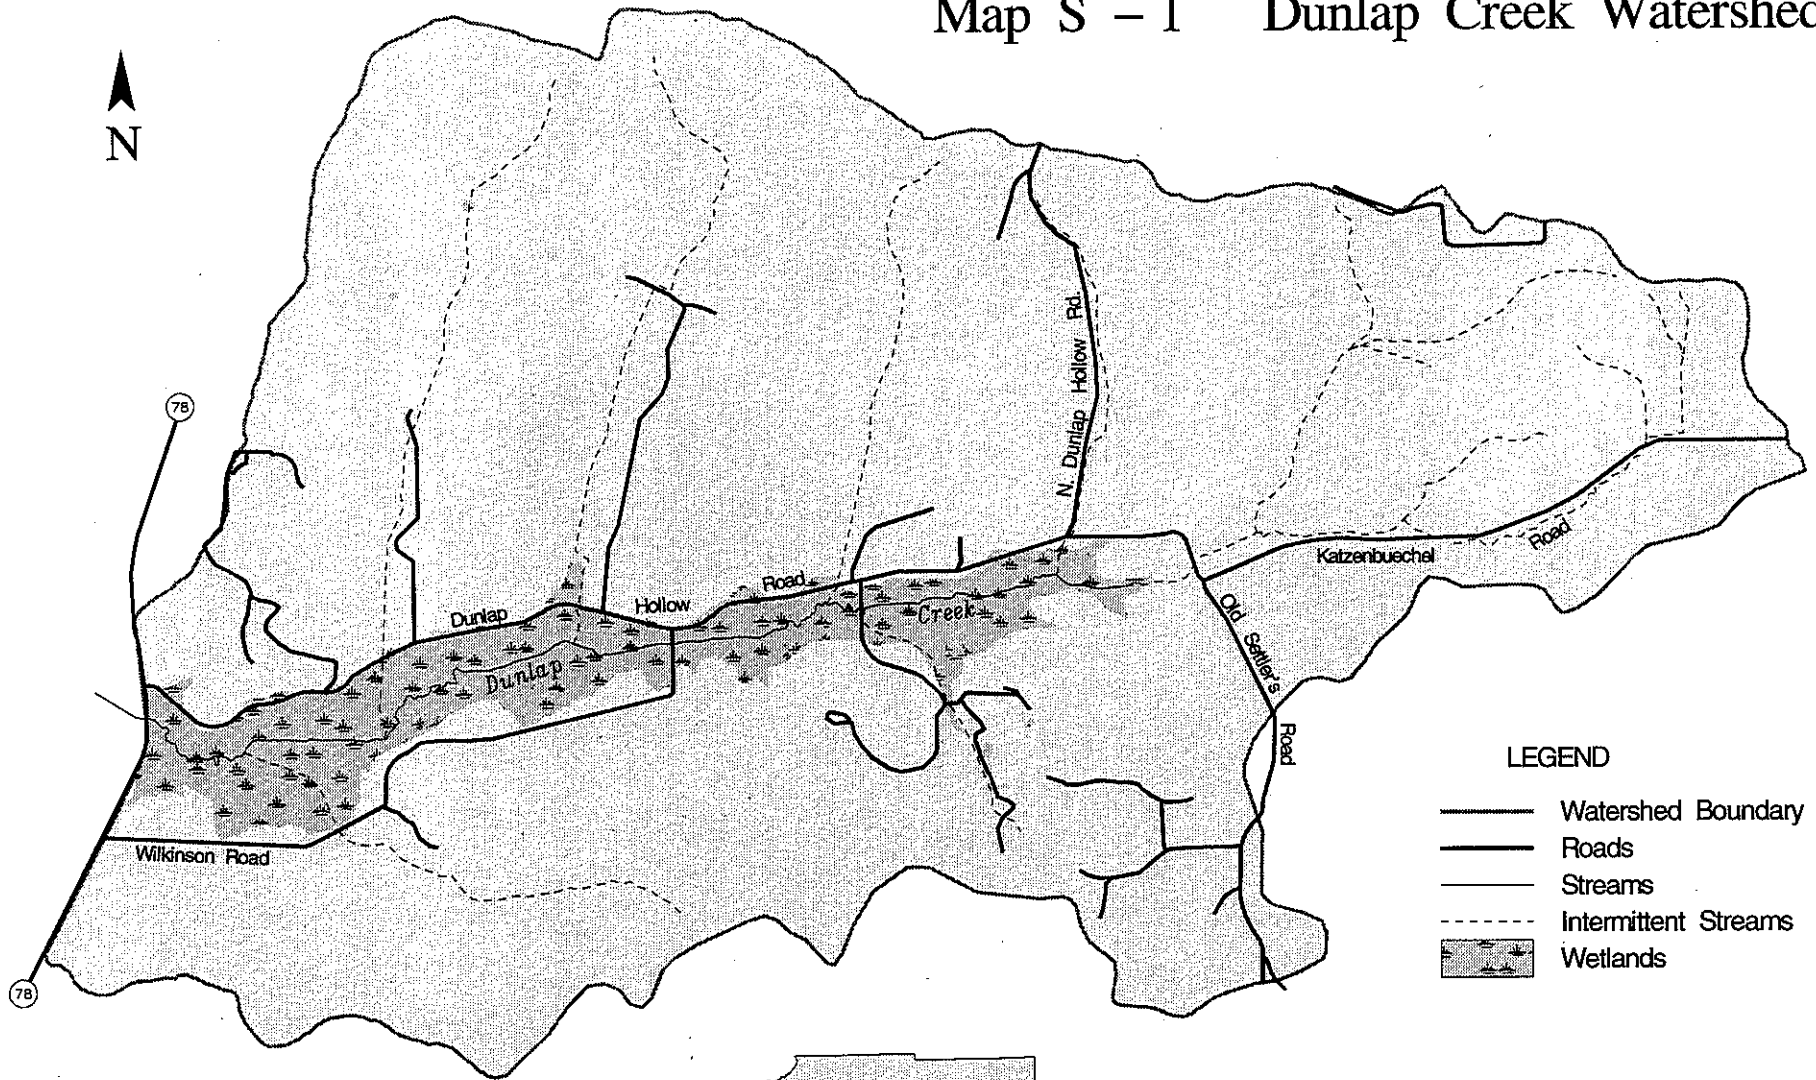 Map S – 1 Dunlap Creek Watershed
N
78
N. Dunlap Hollow Rd.
Dunlap Hollow Road
Katzenbuechel Road
Dunlap Creek
Old Settler's Road
Wilkinson Road
78
LEGEND
Watershed Boundary
Roads
Streams
Intermittent Streams
Wetlands